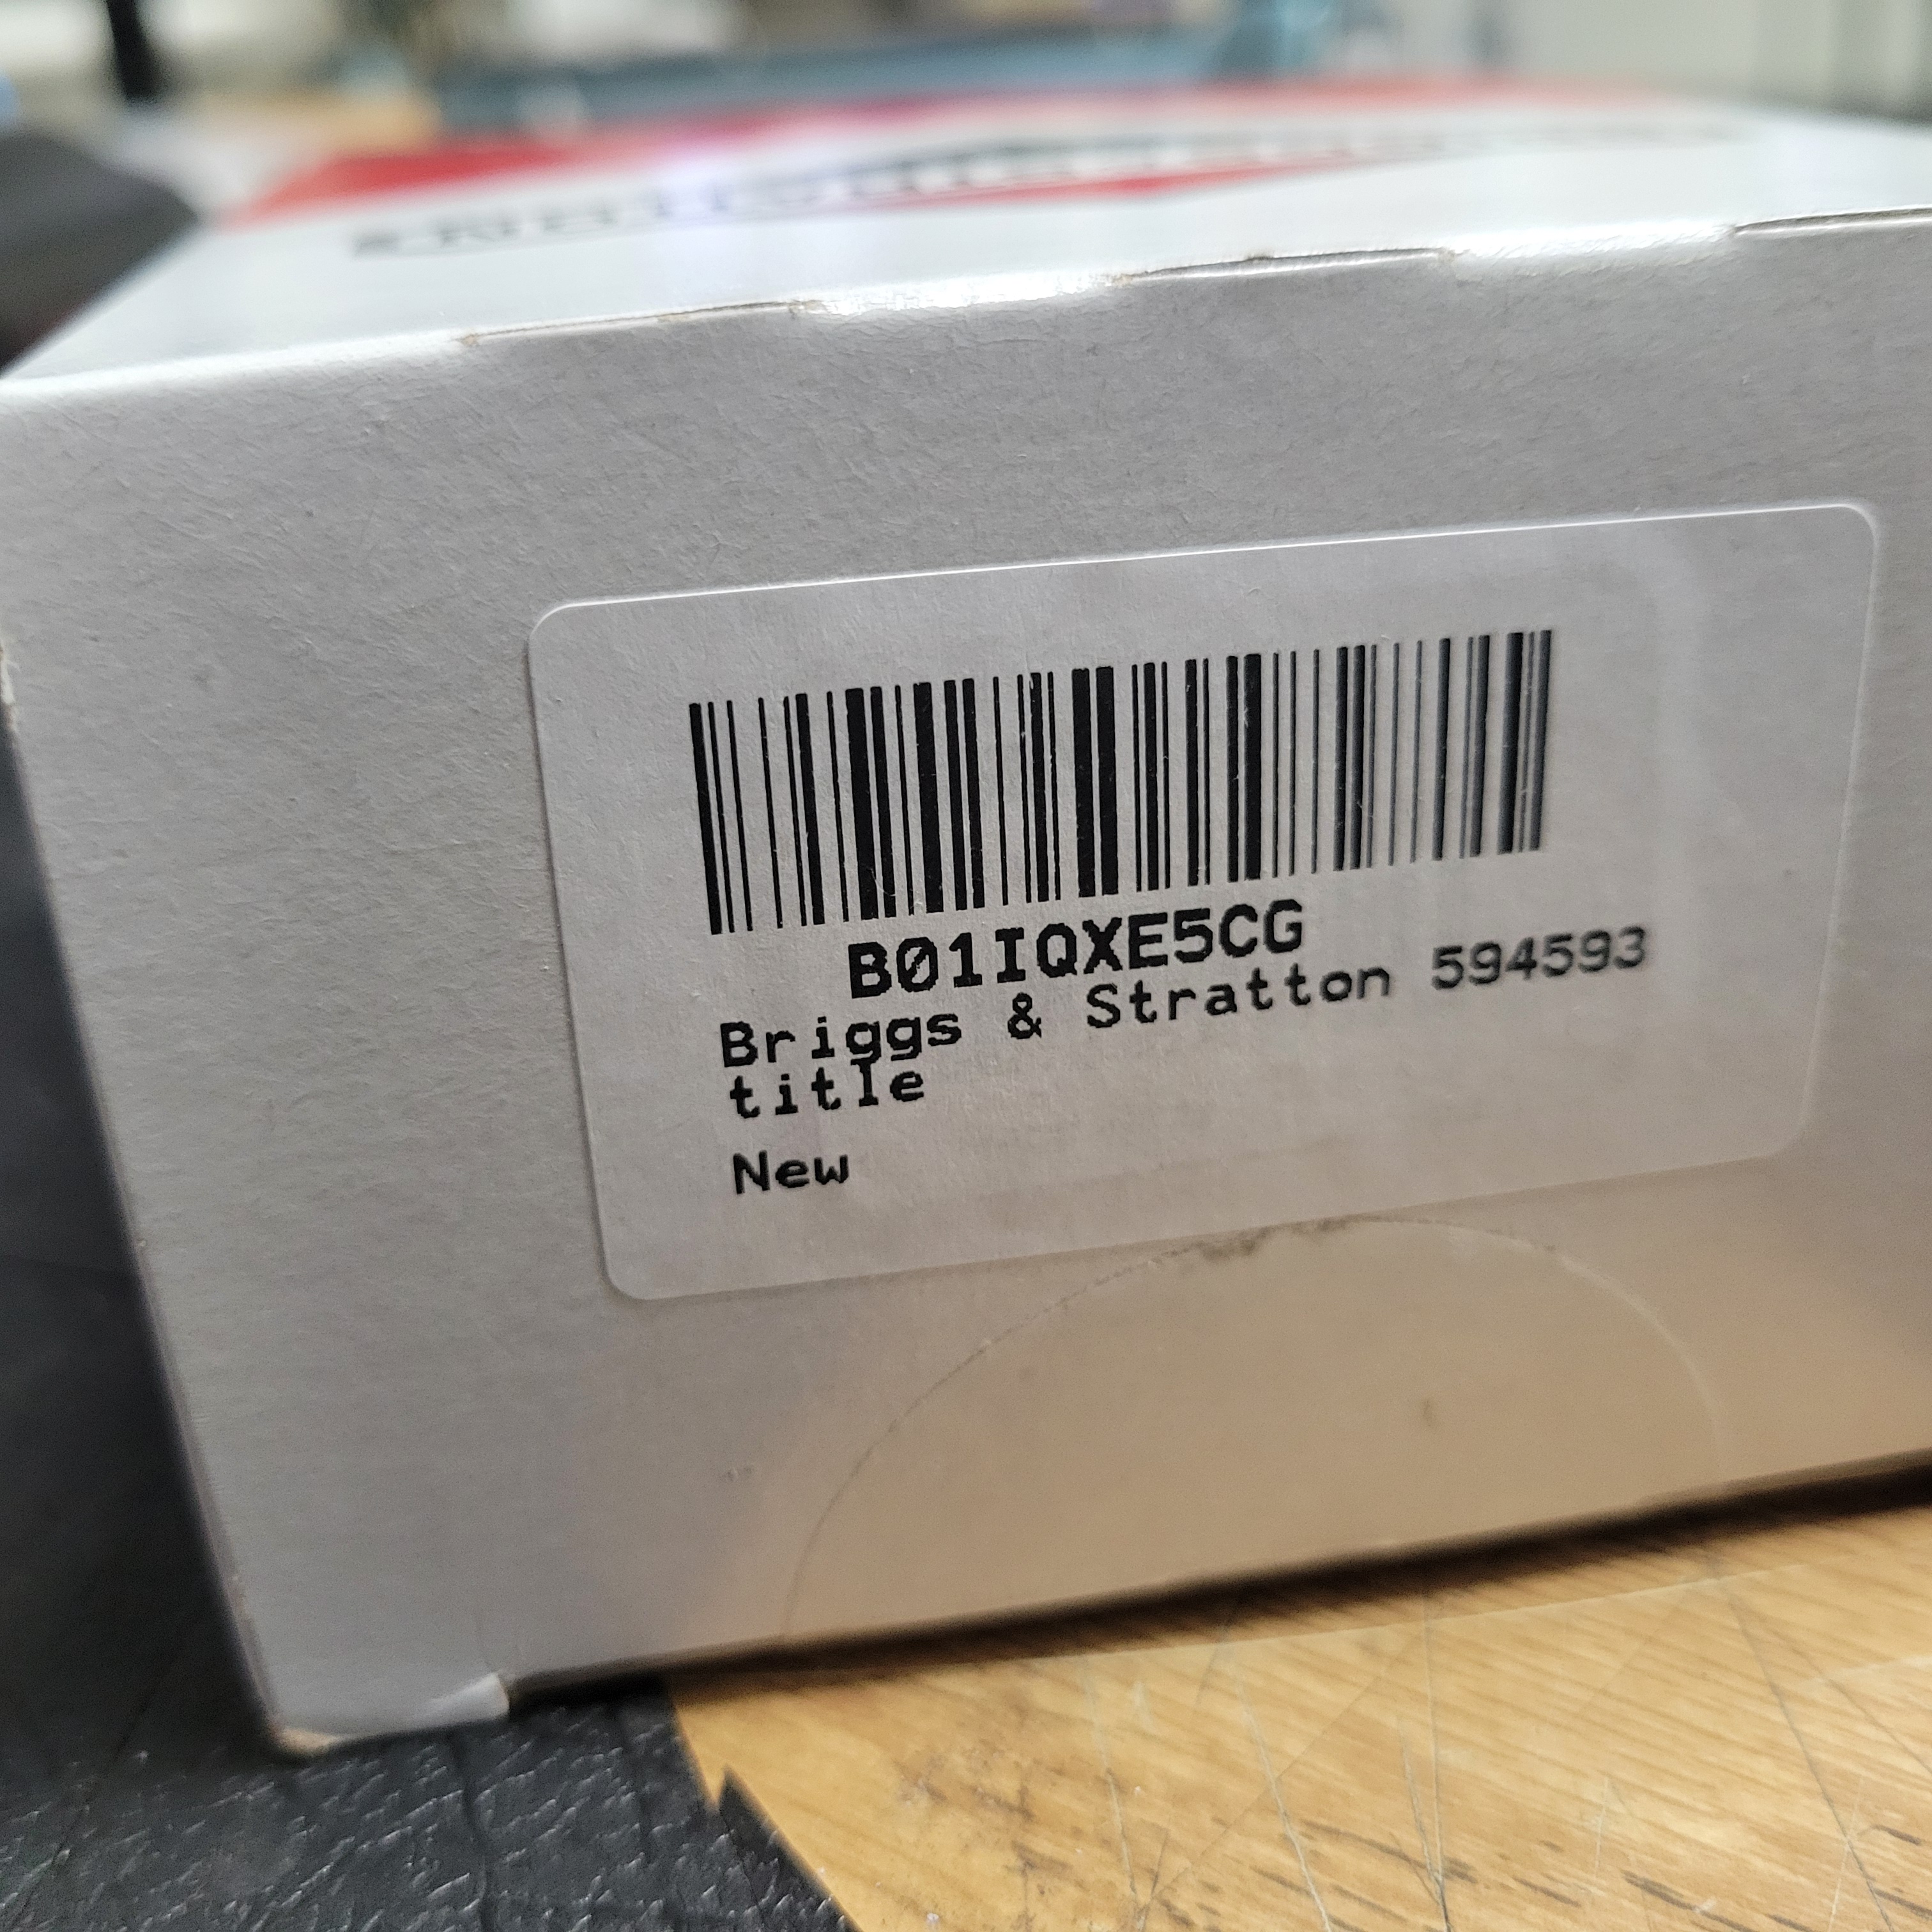 B01IQXE5CG
Briggs & Stratton 594593
title
New